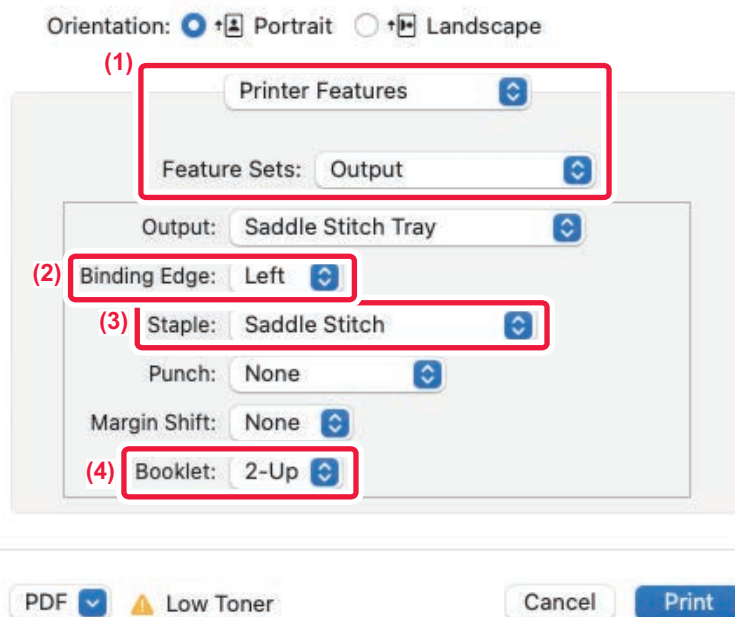 Orientation: Portrait Landscape
(1)
Printer Features
Feature Sets: Output
Output: Saddle Stitch Tray
(2) Binding Edge: Left
(3) Staple: Saddle Stitch
Punch: None
Margin Shift: None
(4) Booklet: 2-Up
PDF Low Toner Cancel Print